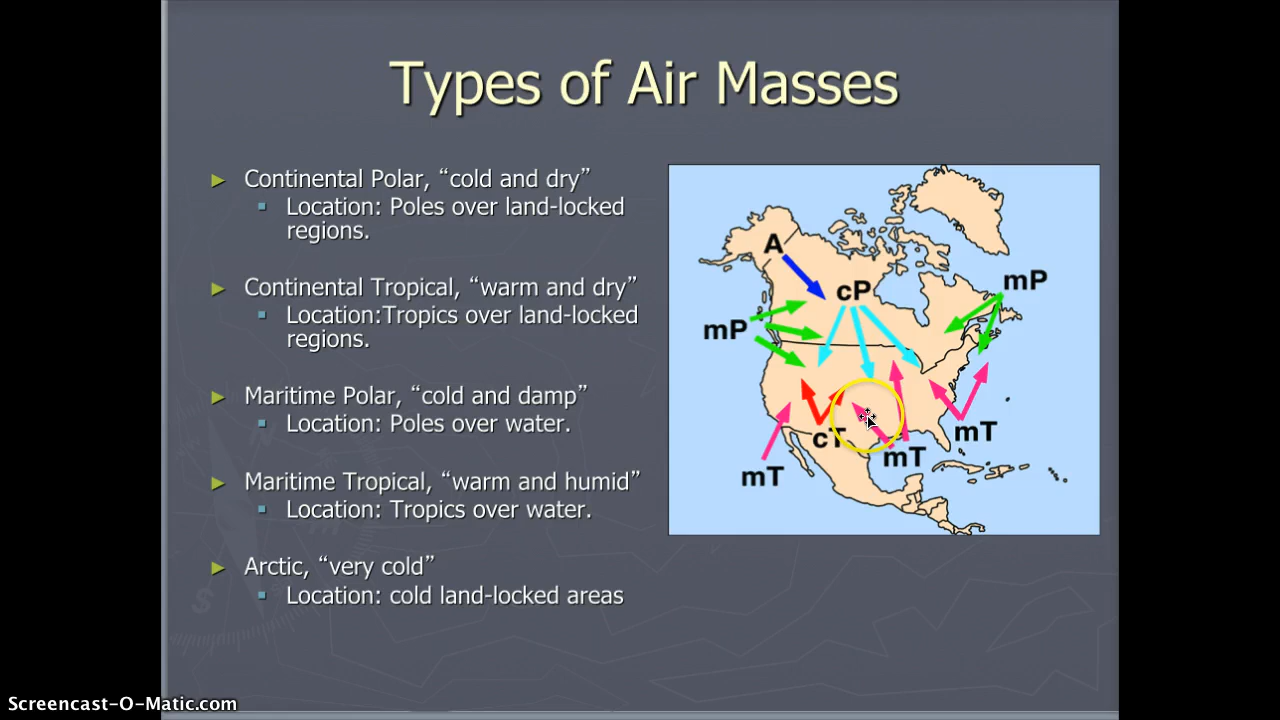 Types of Air Masses
Continental Polar, “cold and dry”
Location: Poles over land-locked
regions.
Continental Tropical, “warm and dry”
Location:Tropics over land-locked
regions.
Maritime Polar, “cold and damp”
Location: Poles over water.
Maritime Tropical, “warm and humid”
Location: Tropics over water.
Arctic, “very cold”
Location: cold land-locked areas
A
cP
mP
mP
cT
mT
mT
mT
Screencast-O-Matic.com